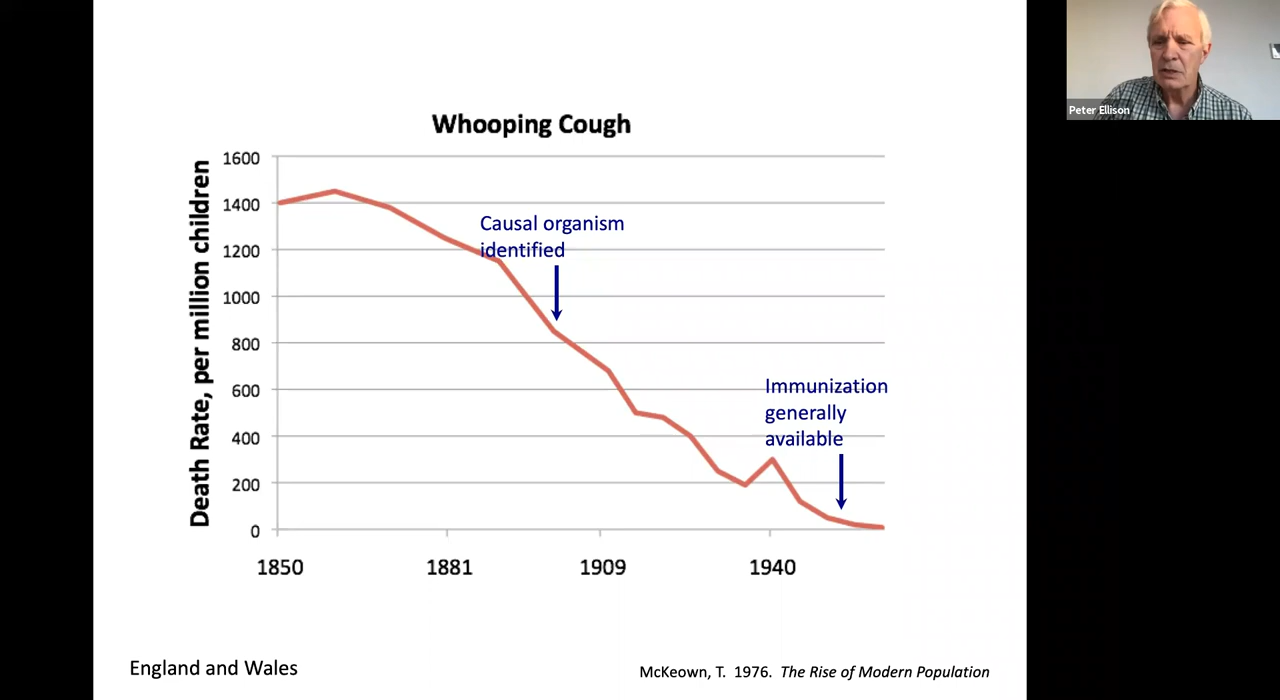 Peter Ellison
Whooping Cough
Death Rate, per million children
1600
1400
1200
1000
800
600
400
200
0
Causal organism
identified
Immunization
generally
available
1850 1881 1909 1940
England and Wales
McKeown, T. 1976. The Rise of Modern Population